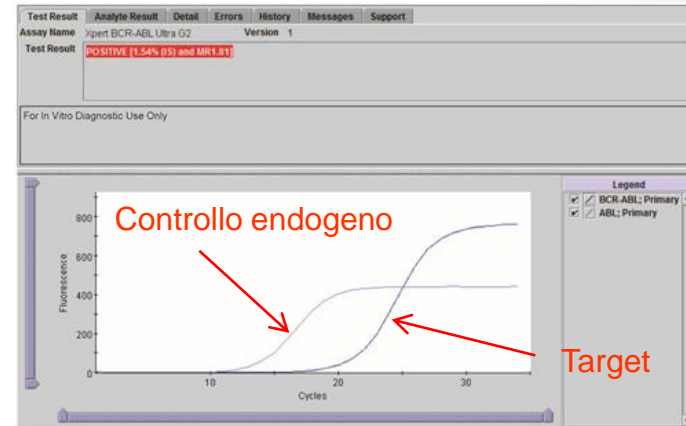 Test Result Analyte Result Detail Errors History Messages Support
Assay Name Xpert BCR-ABL Ultra G2 Version 1
Test Result POSITIVE [1.54% (IS) and MR1.81]
For In Vitro Diagnostic Use Only
Legend
BCR-ABL; Primary
ABL; Primary
Controllo endogeno
Target
Fluorescence
800
600
400
200
0
10 20 30
Cycles